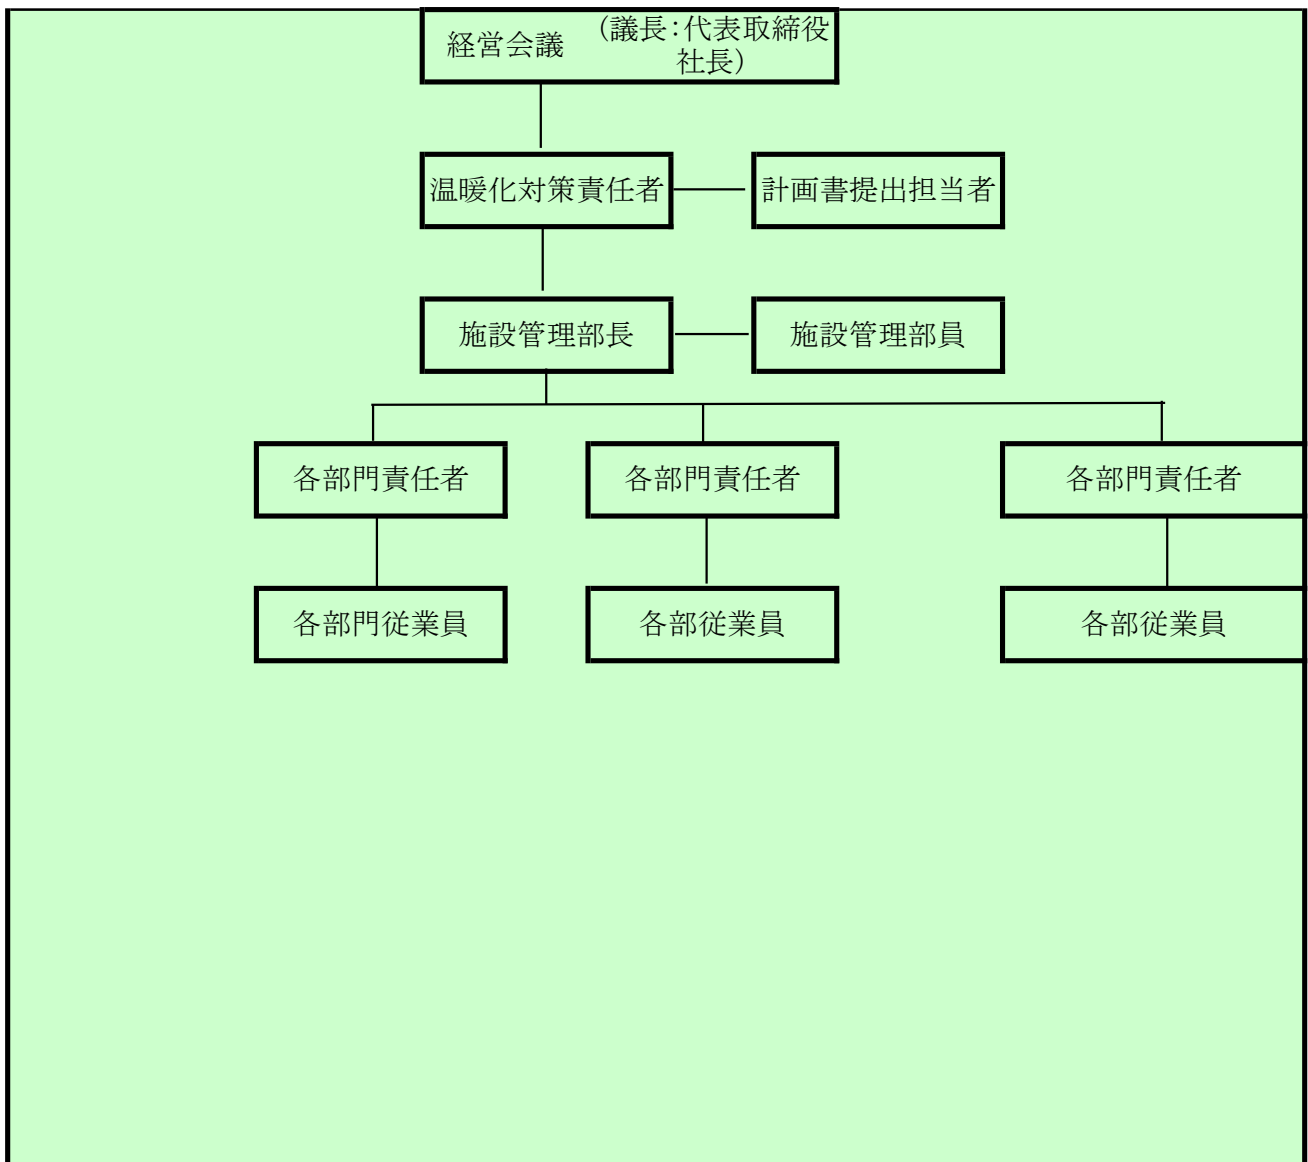 経営会議
(議長:代表取締役
社長)
温暖化対策責任者
計画書提出担当者
施設管理部長
施設管理部員
各部門責任者
各部門責任者
各部門責任者
各部門従業員
各部従業員
各部従業員